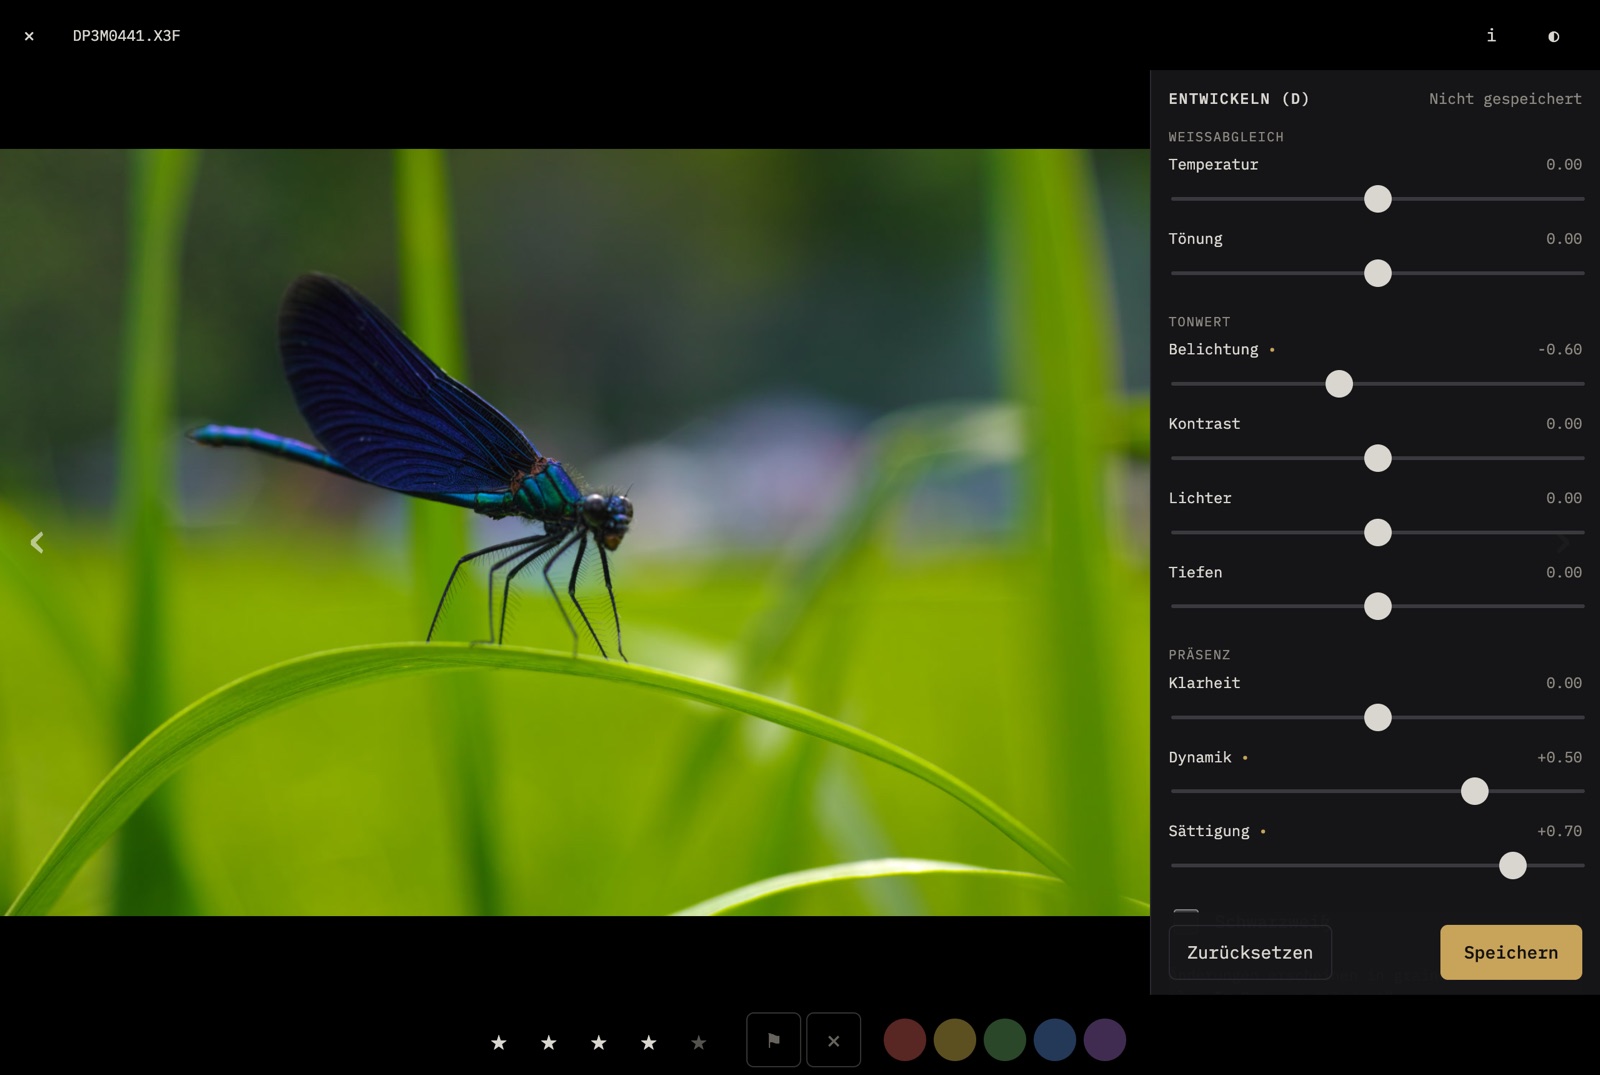 × DP3M0441.X3F i
ENTWICKELN (D) Nicht gespeichert
WEISSABGLEICH
Temperatur 0.00
Tönung 0.00
TONWERT
Belichtung • -0.60
Kontrast 0.00
Lichter 0.00
Tiefen 0.00
PRÄSENZ
Klarheit 0.00
Dynamik • +0.50
Sättigung • +0.70
Zurücksetzen Speichern